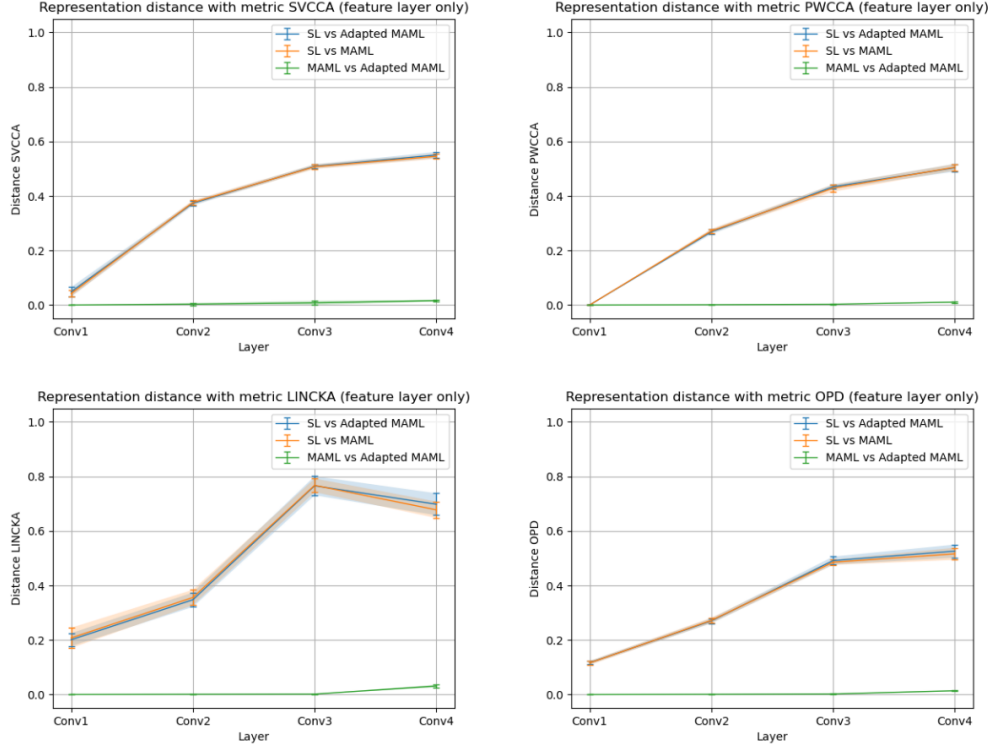 Representation distance with metric SVCCA (feature layer only)
1.0
0.8
0.6
0.4
0.2
0.0
Distance SVCCA
SL vs Adapted MAML
SL vs MAML
MAML vs Adapted MAML
Conv1 Conv2 Conv3 Conv4
Layer
Representation distance with metric PWCCA (feature layer only)
1.0
0.8
0.6
0.4
0.2
0.0
Distance PWCCA
SL vs Adapted MAML
SL vs MAML
MAML vs Adapted MAML
Conv1 Conv2 Conv3 Conv4
Layer
Representation distance with metric LINCKA (feature layer only)
1.0
0.8
0.6
0.4
0.2
0.0
Distance LINCKA
SL vs Adapted MAML
SL vs MAML
MAML vs Adapted MAML
Conv1 Conv2 Conv3 Conv4
Layer
Representation distance with metric OPD (feature layer only)
1.0
0.8
0.6
0.4
0.2
0.0
Distance OPD
SL vs Adapted MAML
SL vs MAML
MAML vs Adapted MAML
Conv1 Conv2 Conv3 Conv4
Layer